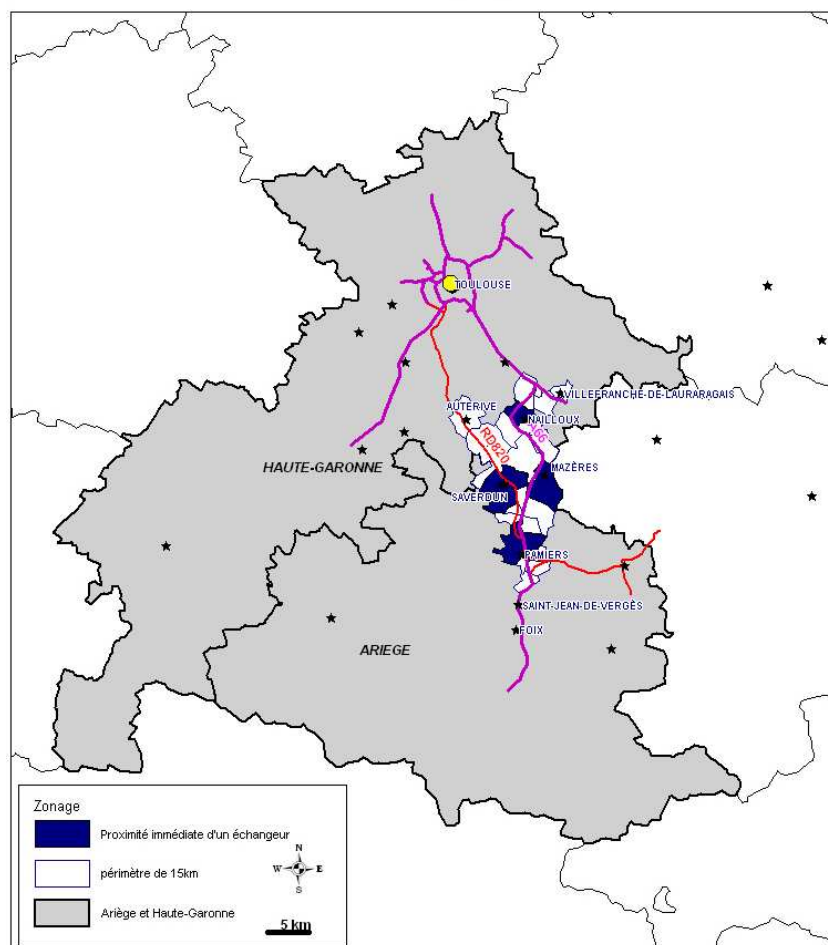 TOULOUSE
VILLEFRANCHE-DE-LAURARAGAIS
AUTERIVE
NAILLOUX
A66
RD820
HAUTE-GARONNE
MAZÈRES
SAVERDUN
PAMIERS
SAINT-JEAN-DE-VERGÈS
FOIX
ARIEGE
Zonage
Proximité immédiate d'un échangeur
périmètre de 15km
Ariège et Haute-Garonne
N
W E
S
5 km